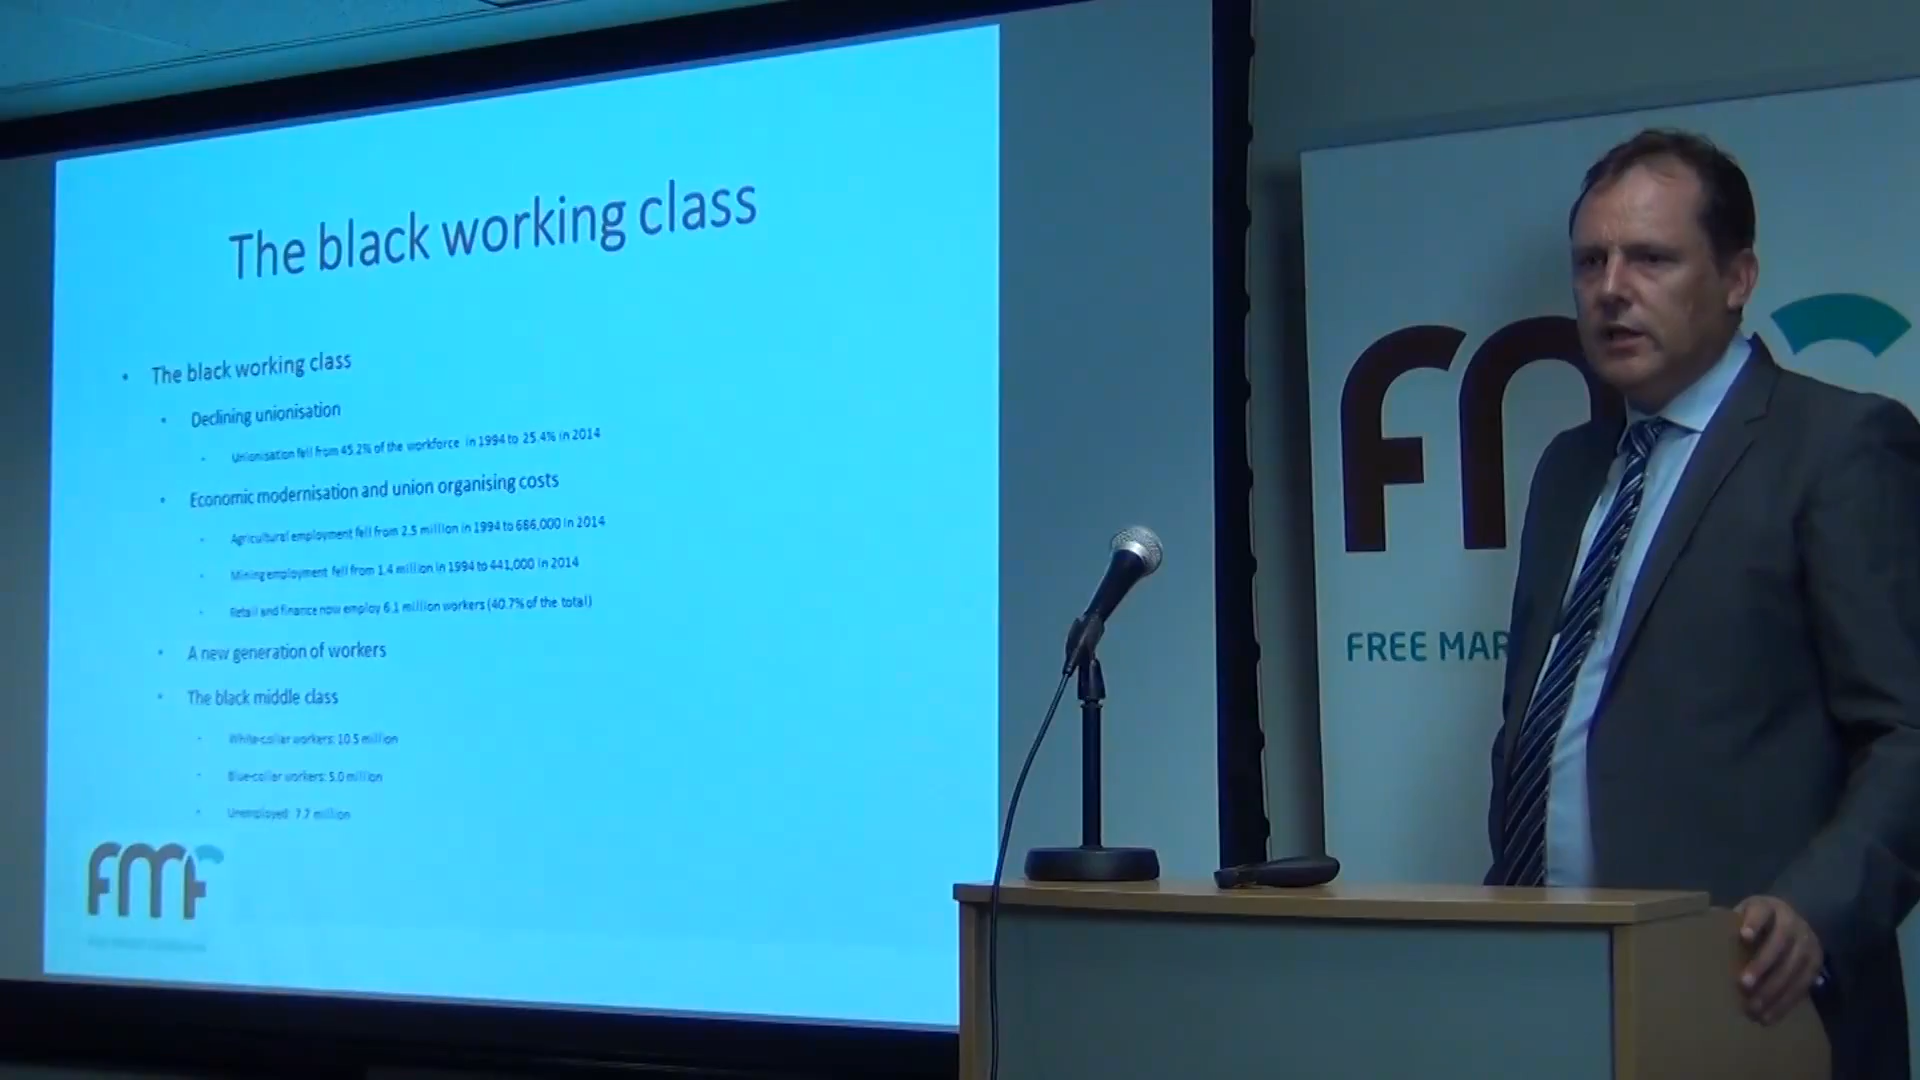 The black working class
• The black working class
• Declining unionisation
• Unionisation fell from 45.2% of the workforce in 1994 to 25.4% in 2014
• Economic modernisation and union organising costs
• Agricultural employment fell from 2.5 million in 1994 to 686,000 in 2014
• Mining employment fell from 1.4 million in 1994 to 441,000 in 2014
• Retail and finance now employ 6.1 million workers (40.7% of the total)
• A new generation of workers
• The black middle class
• White-collar workers: 10.5 million
• Blue-collar workers: 5.0 million
• Unemployed: 7.7 million
FMF
FM
FREE MAR